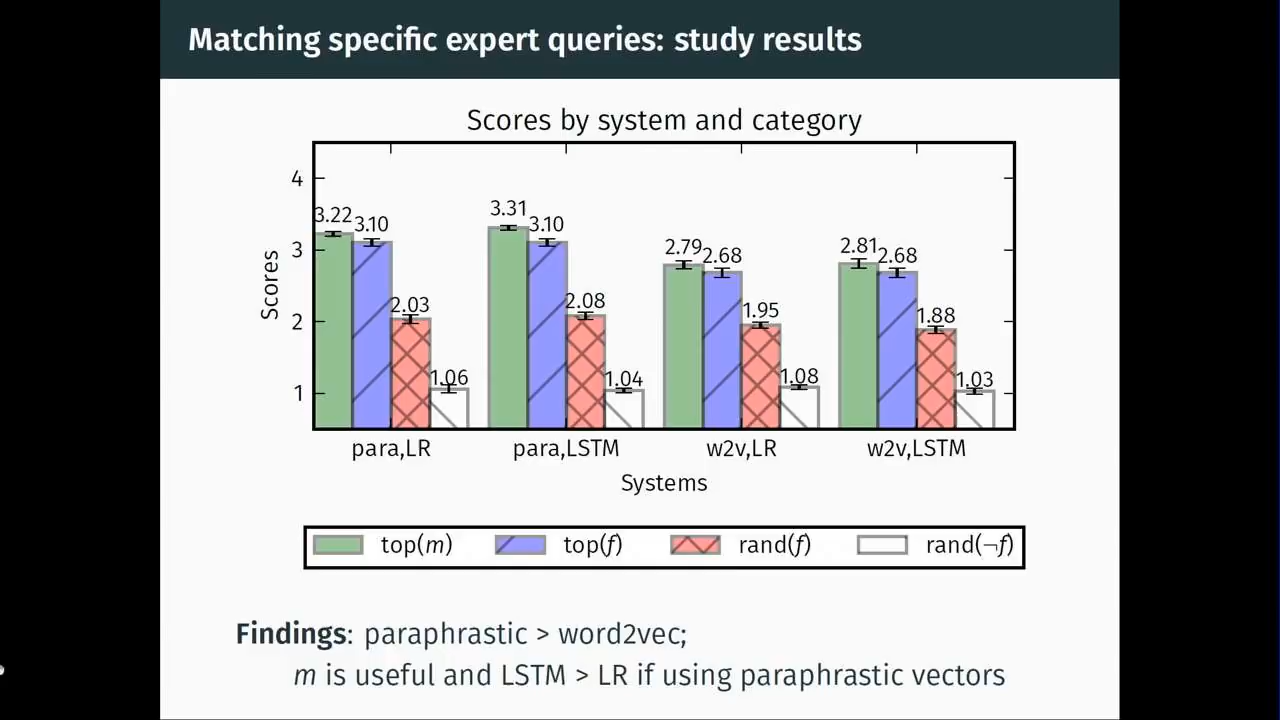 Matching specific expert queries: study results
Scores by system and category
Scores
4
3
2
1
3.22 3.10 2.03 1.06
3.31 3.10 2.08 1.04
2.79 2.68 1.95 1.08
2.81 2.68 1.88 1.03
para,LR para,LSTM w2v,LR w2v,LSTM
Systems
top(m) top(f) rand(f) rand(¬f)
Findings: paraphrastic > word2vec;
m is useful and LSTM > LR if using paraphrastic vectors